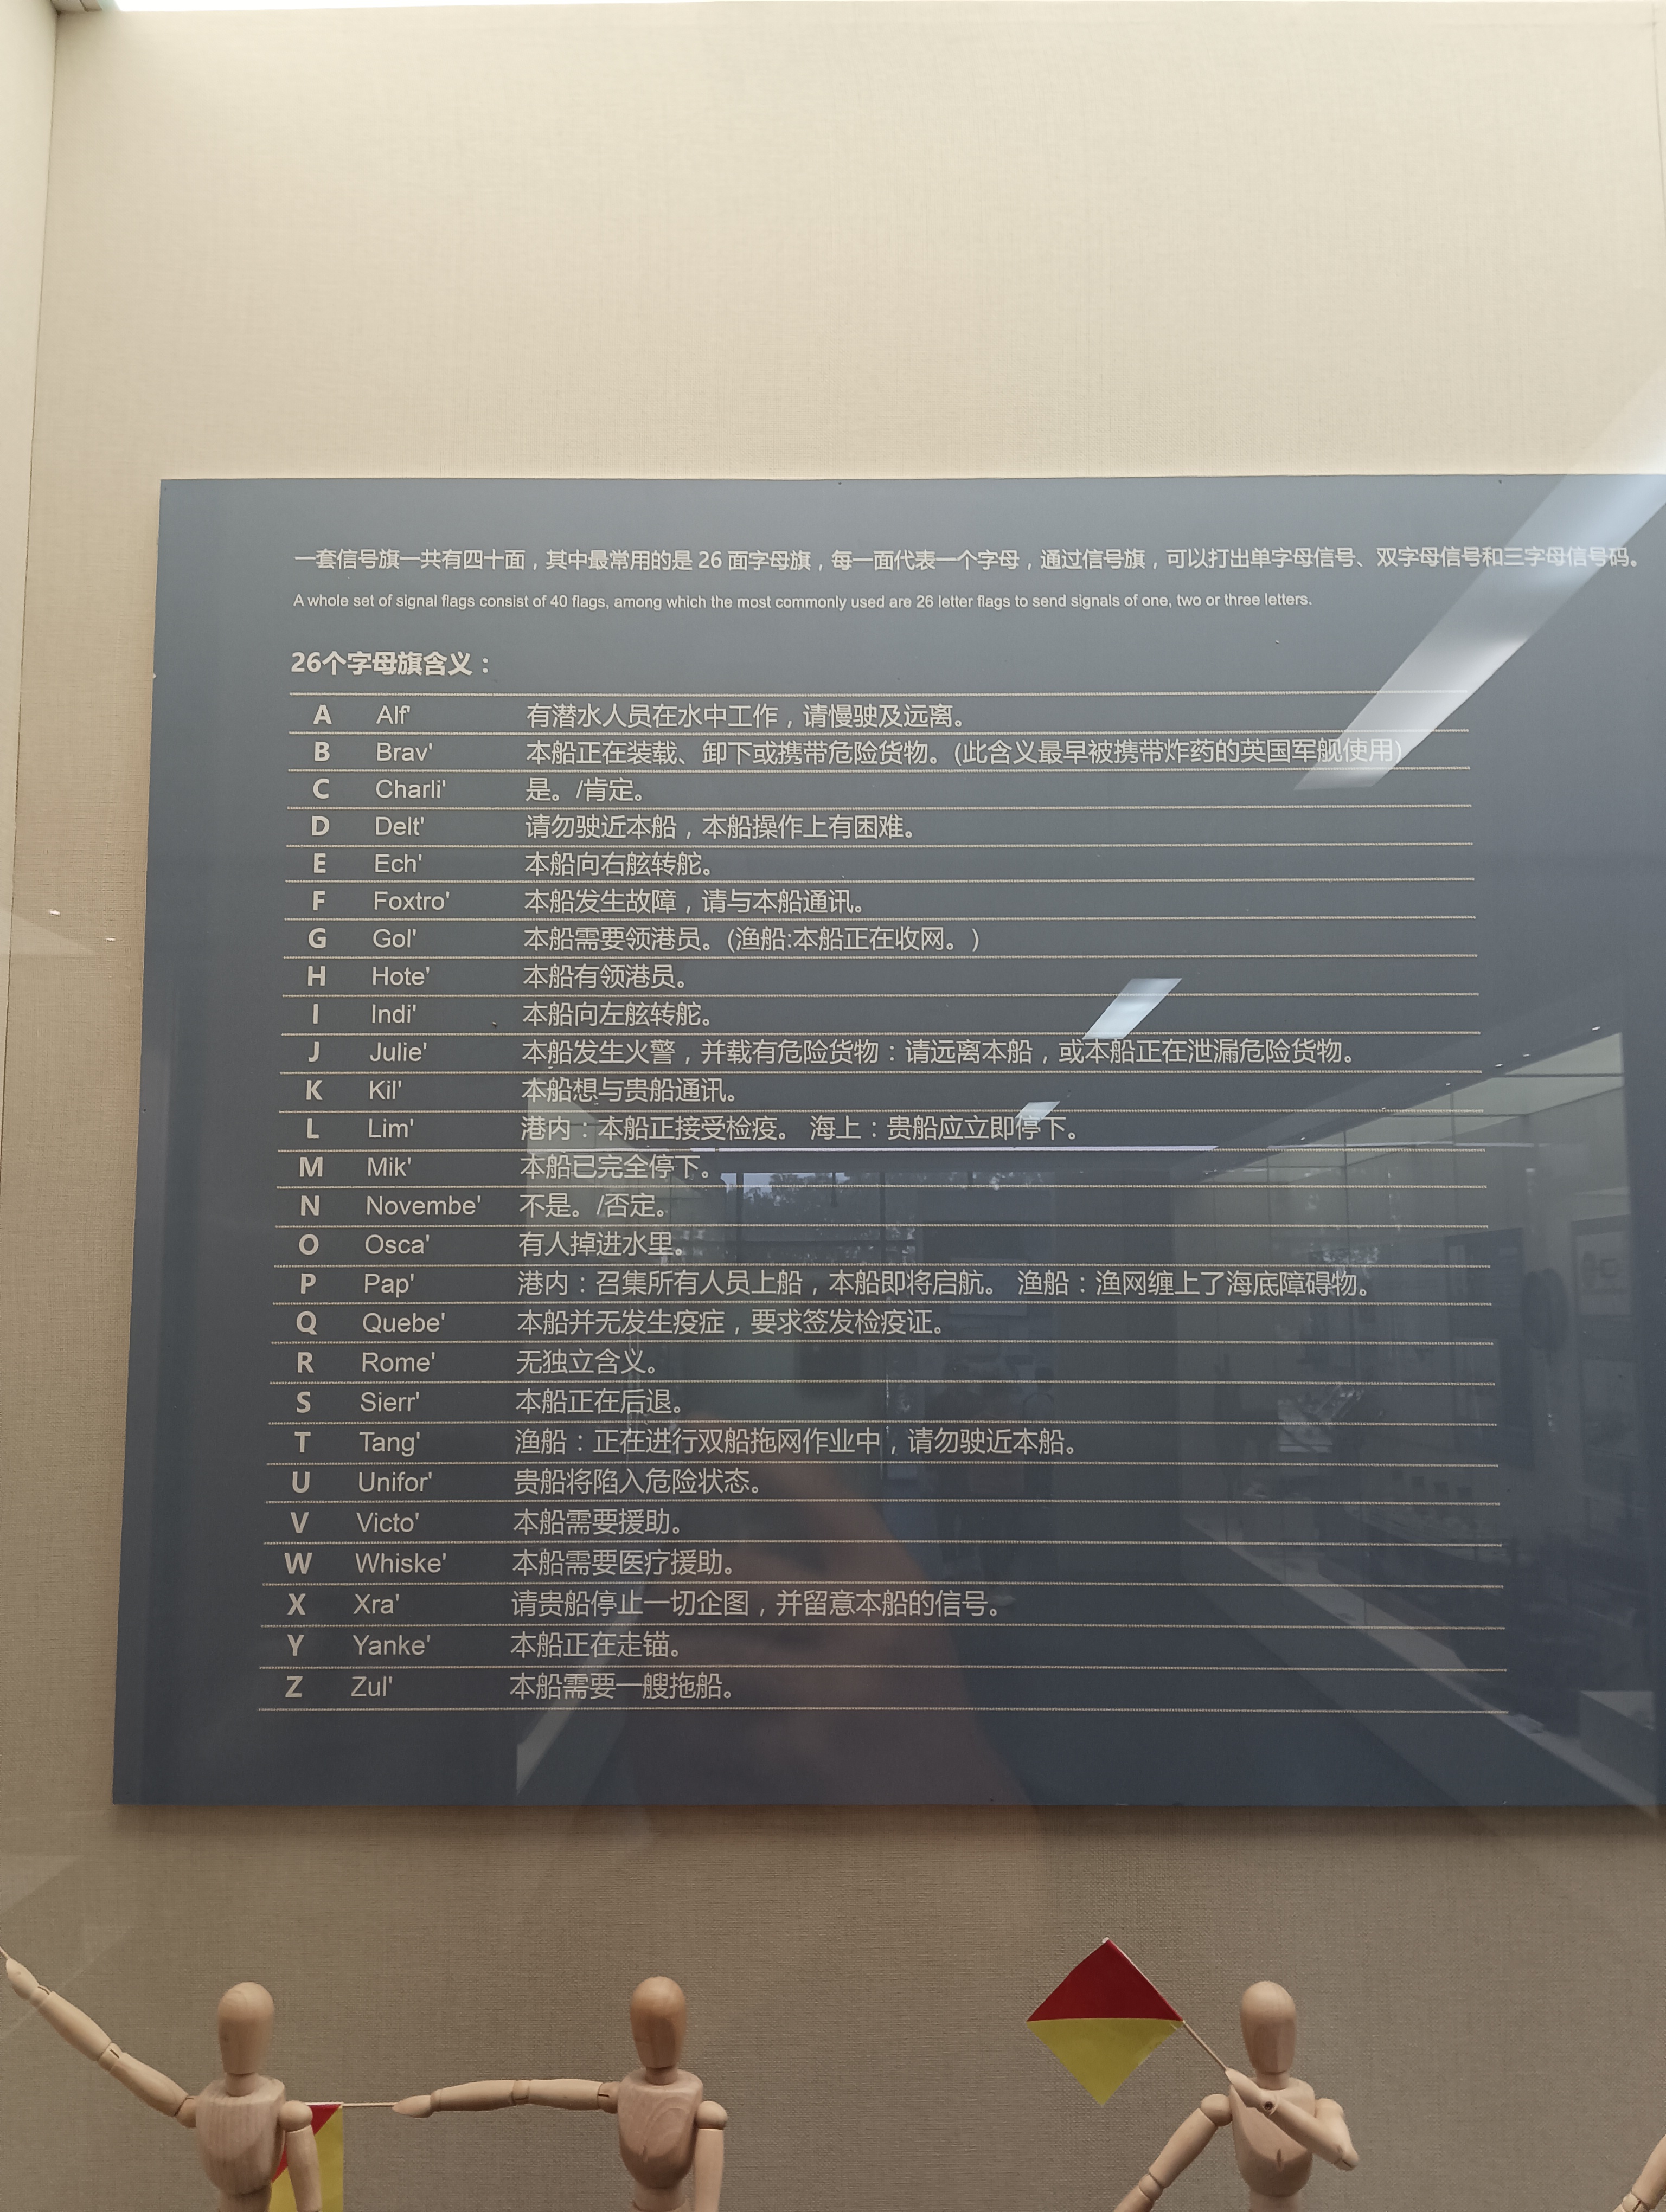 一套信号旗一共有四十面，其中最常用的是 26 面字母旗，每一面代表一个字母，通过信号旗，可以打出单字母信号、双字母信号和三字母信号码。
A whole set of signal flags consist of 40 flags, among which the most commonly used are 26 letter flags to send signals of one, two or three letters.
26个字母旗含义：
A Alf' 有潜水人员在水中工作，请慢驶及远离。
B Brav' 本船正在装载、卸下或携带危险货物。(此含义最早被携带炸药的英国军舰使用)
C Charli' 是。/肯定。
D Delt' 请勿驶近本船，本船操作上有困难。
E Ech' 本船向右舷转舵。
F Foxtro' 本船发生故障，请与本船通讯。
G Gol' 本船需要领港员。(渔船:本船正在收网。)
H Hote' 本船有领港员。
I Indi' 本船向左舷转舵。
J Julie' 本船发生火警，并载有危险货物：请远离本船，或本船正在泄漏危险货物。
K Kil' 本船想与贵船通讯。
L Lim' 港内：本船正接受检疫。 海上：贵船应立即停下。
M Mik' 本船已完全停下。
N Novembe' 不是。/否定。
O Osca' 有人掉进水里。
P Pap' 港内：召集所有人员上船，本船即将启航。 渔船：渔网缠上了海底障碍物。
Q Quebe' 本船并无发生疫症，要求签发检疫证。
R Rome' 无独立含义。
S Sierr' 本船正在后退。
T Tang' 渔船：正在进行双船拖网作业中，请勿驶近本船。
U Unifor' 贵船将陷入危险状态。
V Victo' 本船需要援助。
W Whiske' 本船需要医疗援助。
X Xra' 请贵船停止一切企图，并留意本船的信号。
Y Yanke' 本船正在走锚。
Z Zul' 本船需要一艘拖船。